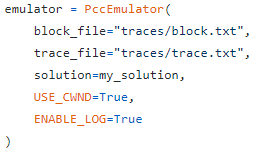 emulator = PccEmulator(
    block_file="traces/block.txt",
    trace_file="traces/trace.txt",
    solution=my_solution,
    USE_CWND=True,
    ENABLE_LOG=True
)